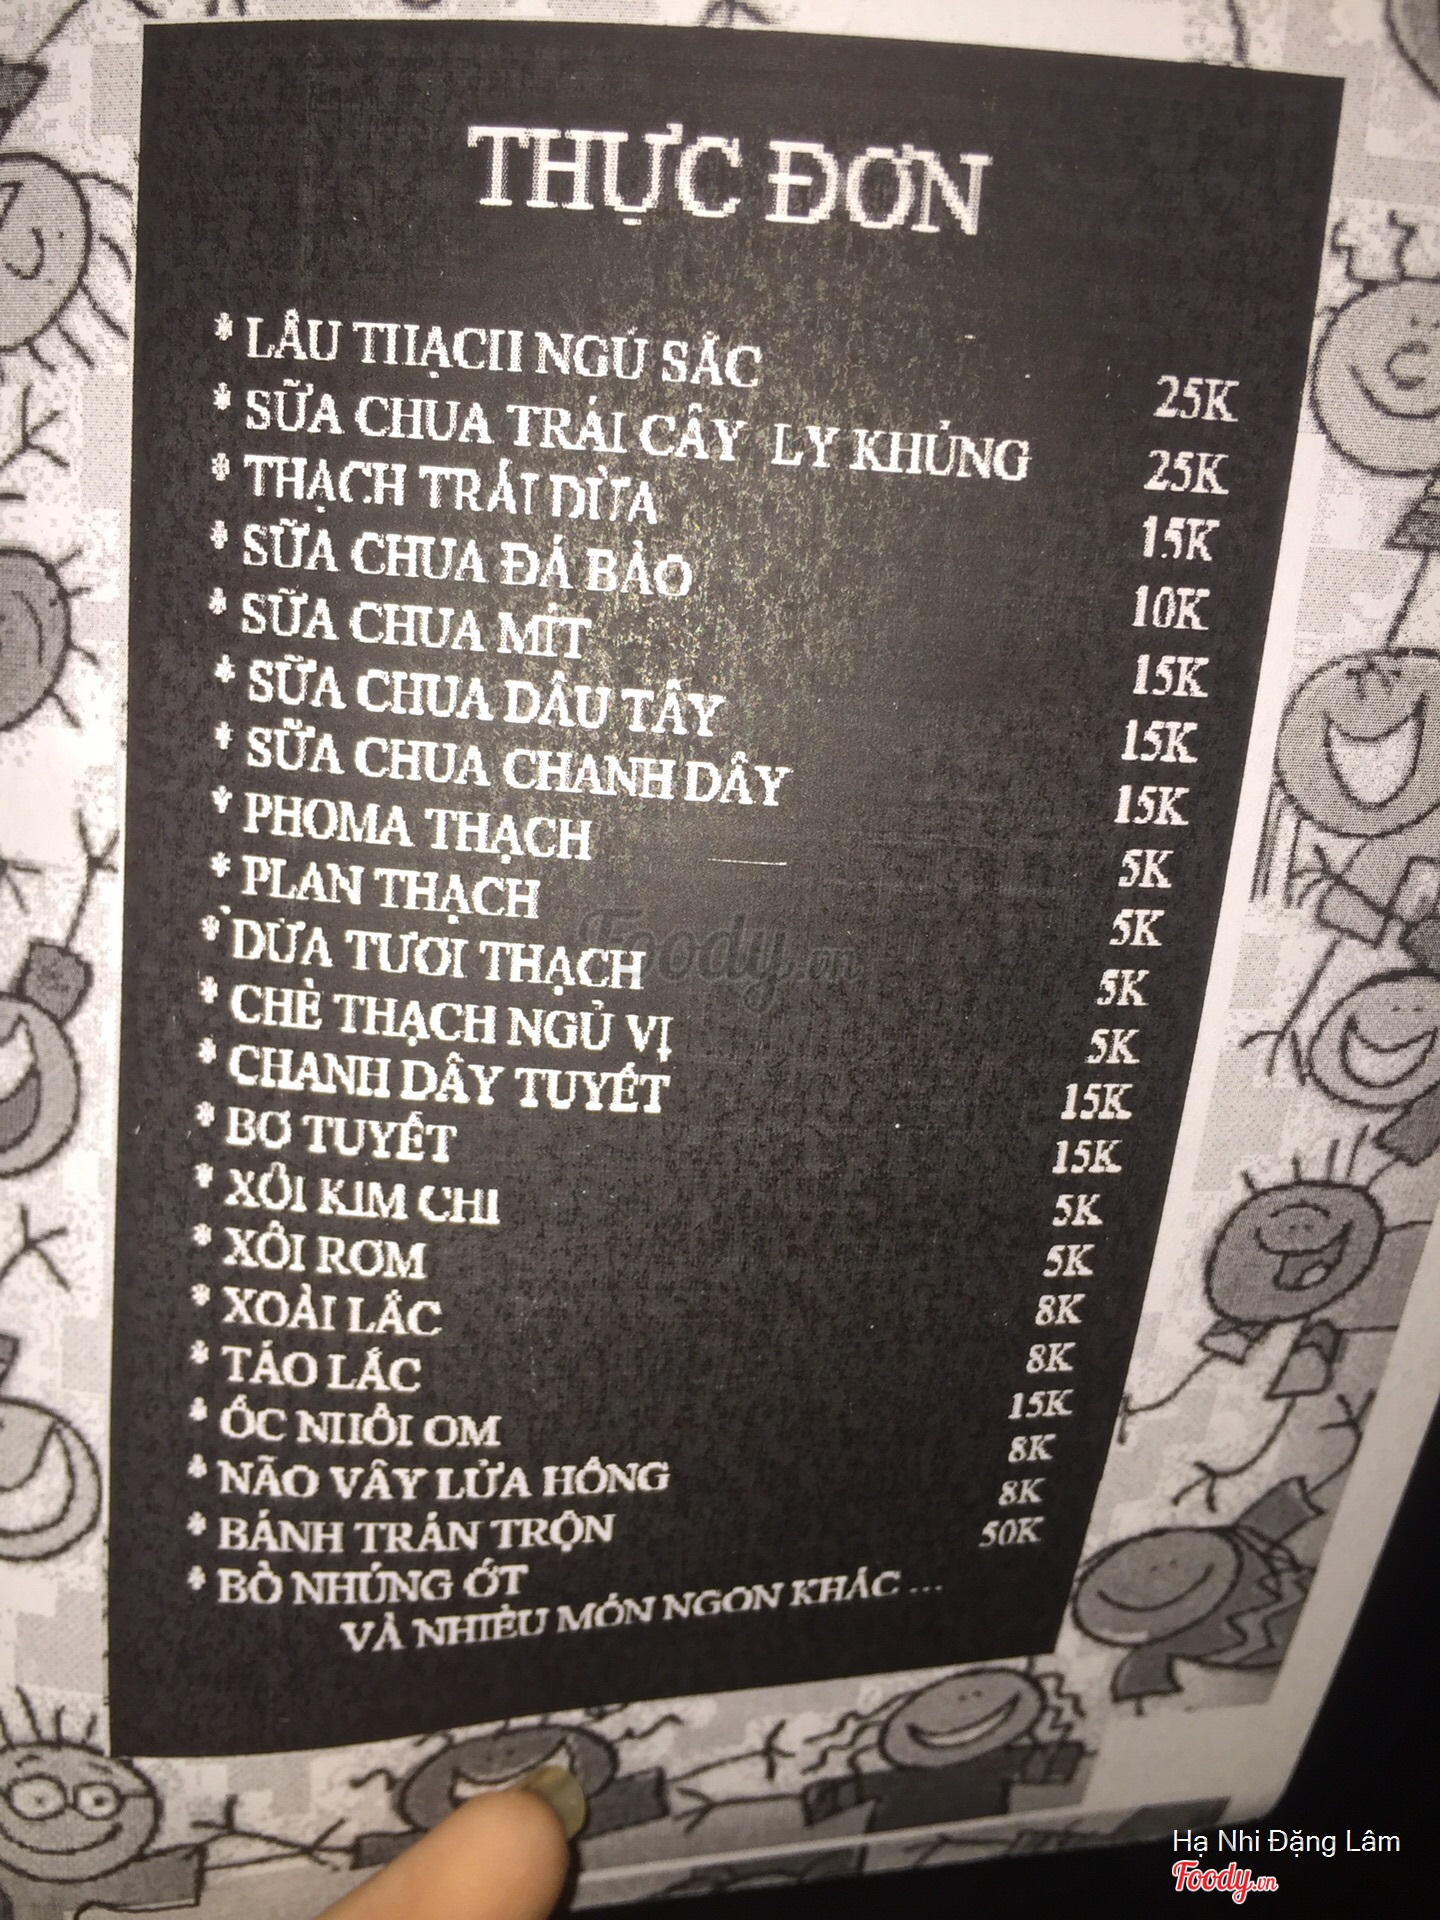 THỰC ĐƠN
* LẨU THẠCH NGŨ SẮC 25K
* SỮA CHUA TRÁI CÂY LY KHỦNG 25K
* THẠCH TRÁI DỪA 15K
* SỮA CHUA ĐÁ BÀO 10K
* SỮA CHUA MÍT 15K
* SỮA CHUA DÂU TÂY 15K
* SỮA CHUA CHANH DÂY 15K
* PHOMA THẠCH 5K
* PLAN THẠCH 5K
* DỪA TƯƠI THẠCH 5K
* CHÈ THẠCH NGỦ VỊ 5K
* CHANH DÂY TUYẾT 15K
* BƠ TUYẾT 15K
* XÔI KIM CHI 5K
* XÔI RƠM 5K
* XOÀI LẮC 8K
* TÁO LẮC 8K
* ỐC NHỒI OM 15K
* NÃO VÂY LỬA HỒNG 8K
* BÁNH TRÁN TRỘN 8K
* BÒ NHÚNG ỚT 50K
VÀ NHIỀU MÓN NGON KHÁC ...
Foody.vn
Hạ Nhi Đặng Lâm
Foody.vn